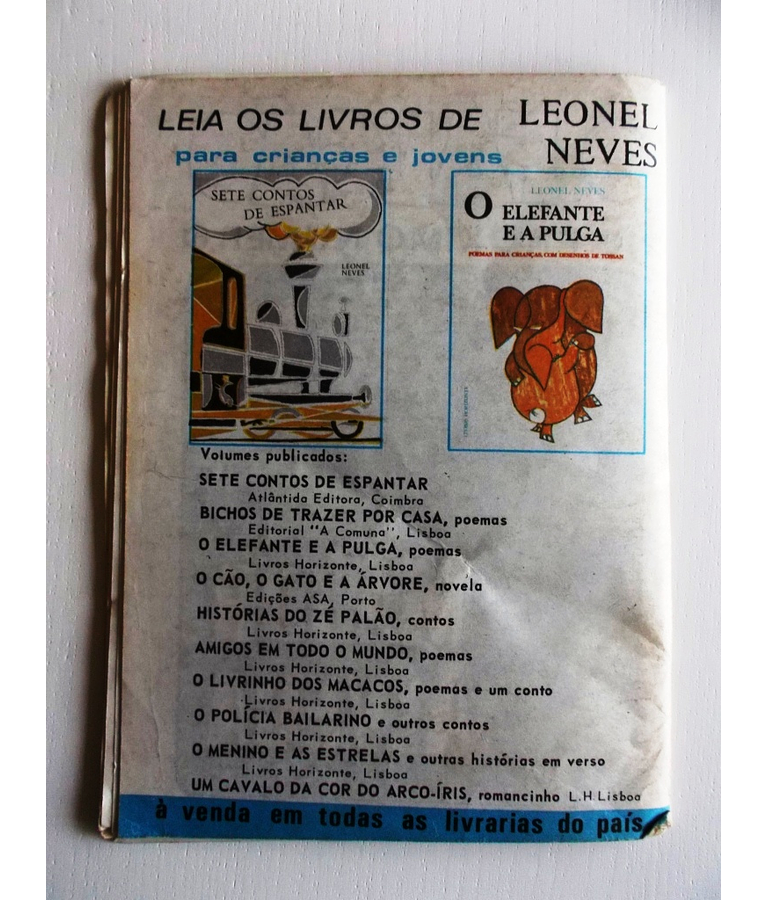 LEIA OS LIVROS DE LEONEL
NEVES
para crianças e jovens
SETE CONTOS
DE ESPANTAR
LEONEL
NEVES
LEONEL NEVES
O ELEFANTE
E A PULGA
POEMAS PARA CRIANÇAS, COM DESENHOS DE TOSSAN
LIVROS HORIZONTE
Volumes publicados:
SETE CONTOS DE ESPANTAR
Atlântida Editora, Coimbra
BICHOS DE TRAZER POR CASA, poemas
Editorial "A Comuna", Lisboa
O ELEFANTE E A PULGA, poemas
Livros Horizonte, Lisboa
O CÃO, O GATO E A ÁRVORE, novela
Edições ASA, Porto
HISTÓRIAS DO ZÉ PALÃO, contos
Livros Horizonte, Lisboa
AMIGOS EM TODO O MUNDO, poemas
Livros Horizonte, Lisboa
O LIVRINHO DOS MACACOS, poemas e um conto
Livros Horizonte, Lisboa
O POLÍCIA BAILARINO e outros contos
Livros Horizonte, Lisboa
O MENINO E AS ESTRELAS e outras histórias em verso
Livros Horizonte, Lisboa
UM CAVALO DA COR DO ARCO-ÍRIS, romancinho L.H Lisboa
à venda em todas as livrarias do país